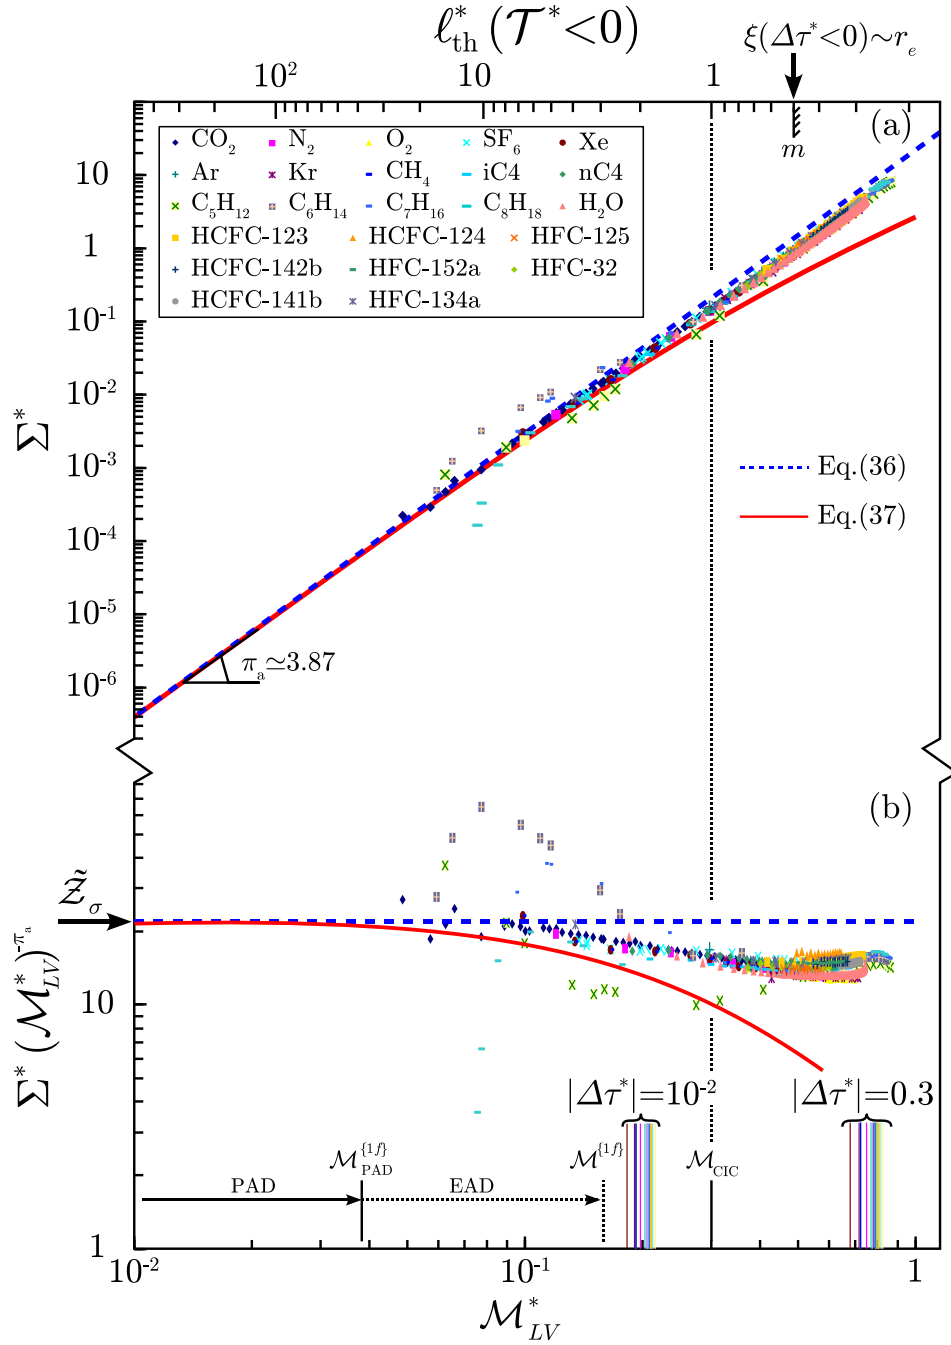 ℓ*th (𝒯*<0)
ξ(Δτ*<0)~re
10² 10 1
(a)
m
CO2 N2 O2 SF6 Xe
Ar Kr CH4 iC4 nC4
C5H12 C6H14 C7H16 C8H18 H2O
HCFC-123 HCFC-124 HFC-125
HCFC-142b HFC-152a HFC-32
HCFC-141b HFC-134a
10
1
10⁻¹
10⁻²
10⁻³
10⁻⁴
10⁻⁵
10⁻⁶
Σ*
Eq.(36)
Eq.(37)
πa≃3.87
(b)
𝒵̃σ
Σ* (ℳ*LV)^-πa
10
1
|Δτ*|=10⁻² |Δτ*|=0.3
ℳ{1f}PAD ℳ{1f} ℳCIC
PAD EAD
10⁻² 10⁻¹ 1
ℳ*LV